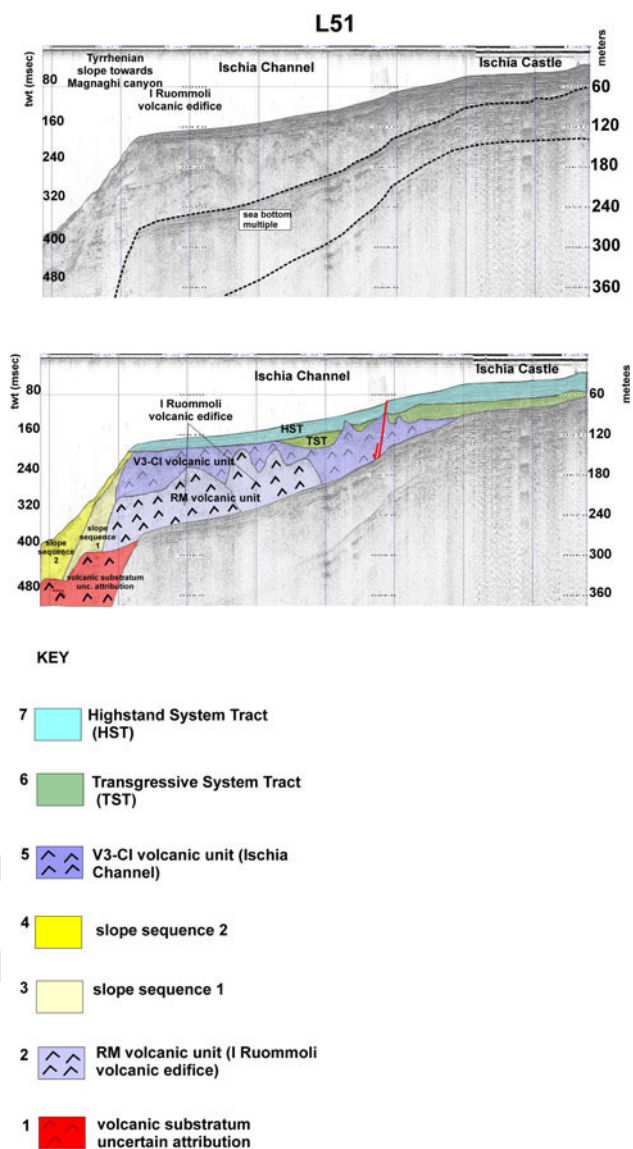 L51
Tyrrhenian
slope towards
Magnaghi canyon
Ischia Channel
Ischia Castle
I Ruommoli
volcanic edifice
twt (msec)
80
160
240
320
400
480
meters
60
120
180
240
300
360
sea bottom
multiple
twt (msec)
80
160
240
300
400
480
Ischia Channel
Ischia Castle
I Ruommoli
volcanic edifice
HST
TST
V3-CI volcanic unit
RM volcanic unit
slope
sequence
1
slope
sequence
2
volcanic substratum
unc. attribution
metees
60
120
180
240
300
360
KEY
7 Highstand System Tract
(HST)
6 Transgressive System Tract
(TST)
5 V3-CI volcanic unit (Ischia
Channel)
4 slope sequence 2
3 slope sequence 1
2 RM volcanic unit (I Ruommoli
volcanic edifice)
1 volcanic substratum
uncertain attribution